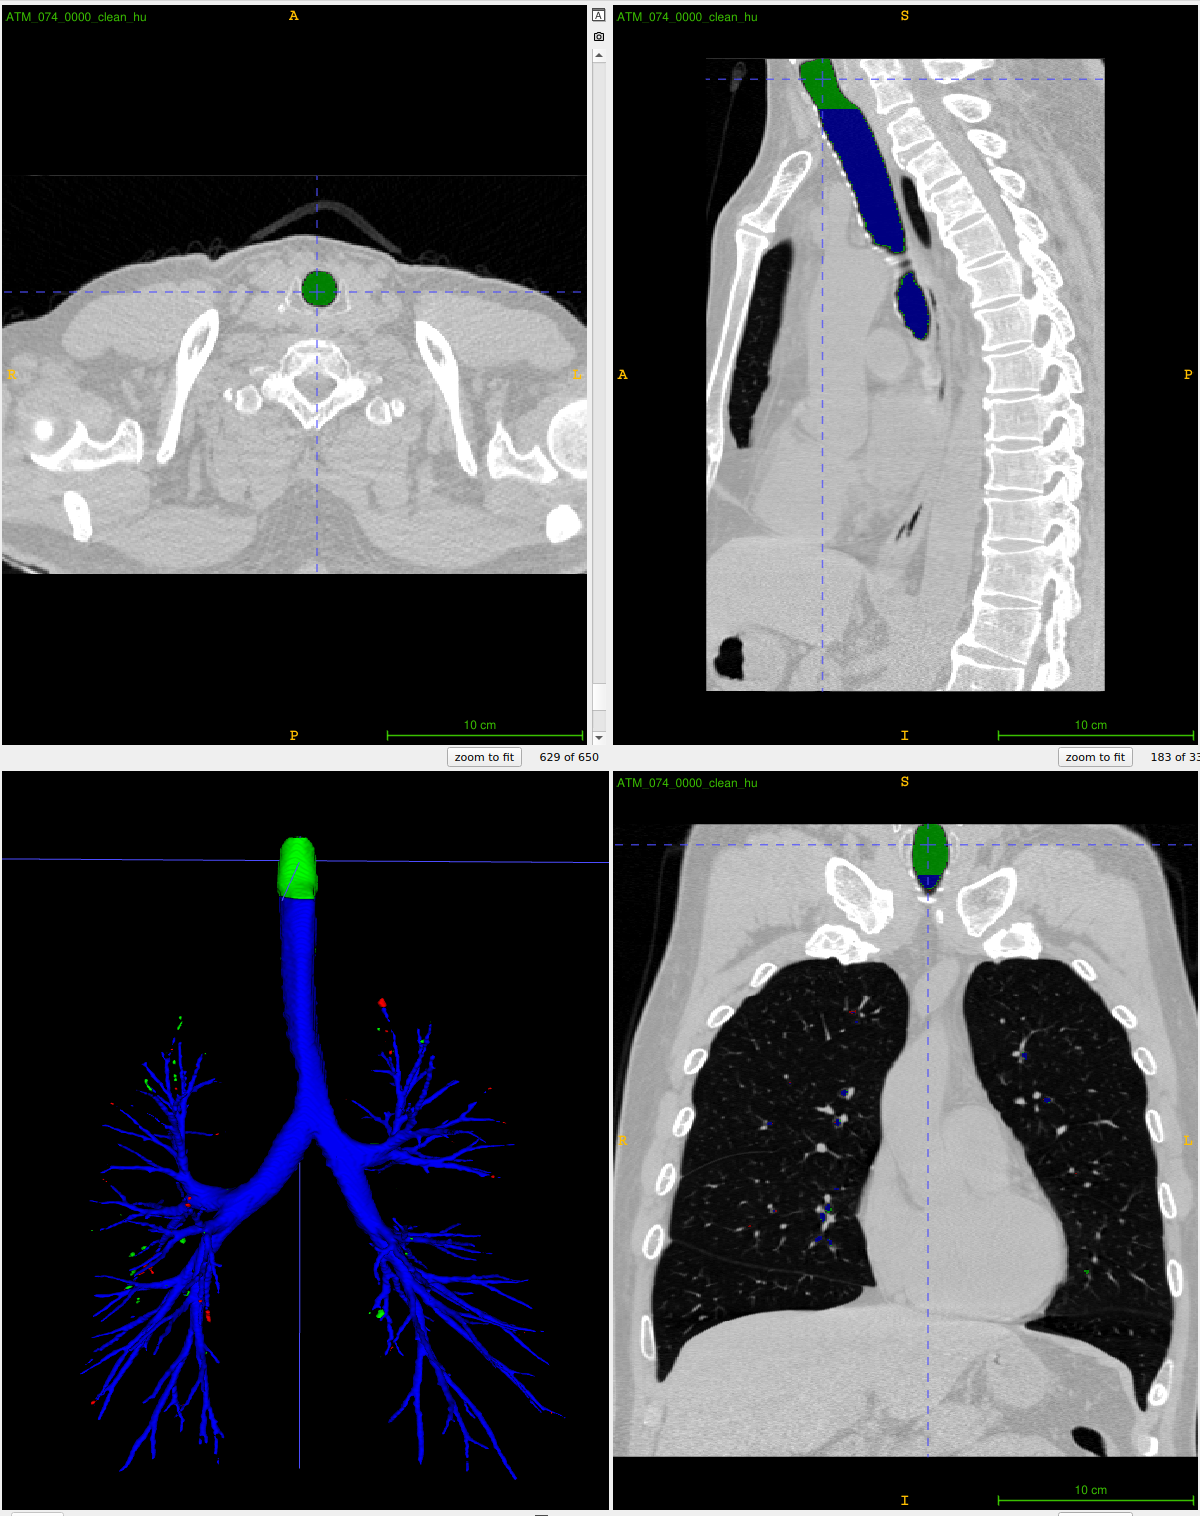 ATM_074_0000_clean_hu
A
R
L
P
10 cm
zoom to fit
629 of 650
A
ATM_074_0000_clean_hu
S
A
P
I
10 cm
zoom to fit
183 of 33
ATM_074_0000_clean_hu
S
R
L
I
10 cm